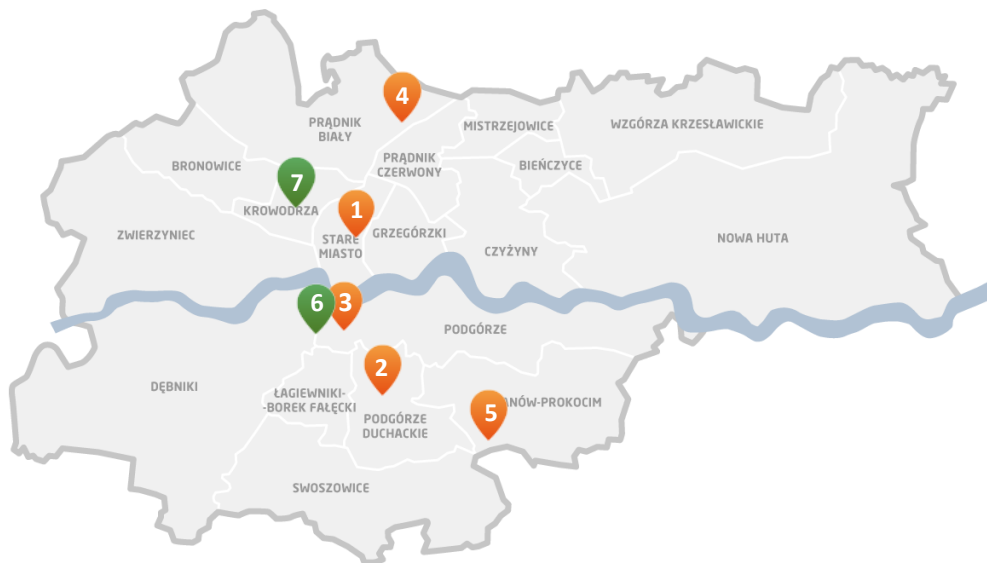 4
PRĄDNIK
BIAŁY
MISTRZEJOWICE
WZGÓRZA KRZESŁAWICKIE
BRONOWICE
PRĄDNIK
CZERWONY
BIEŃCZYCE
7
KROWODRZA
1
ZWIERZYNIEC
STARE
MIASTO
GRZEGÓRZKI
CZYŻYNY
NOWA HUTA
6
3
PODGÓRZE
2
DĘBNIKI
ŁAGIEWNIKI-
-BOREK FAŁĘCKI
5
ANÓW-PROKOCIM
PODGÓRZE
DUCHACKIE
SWOSZOWICE